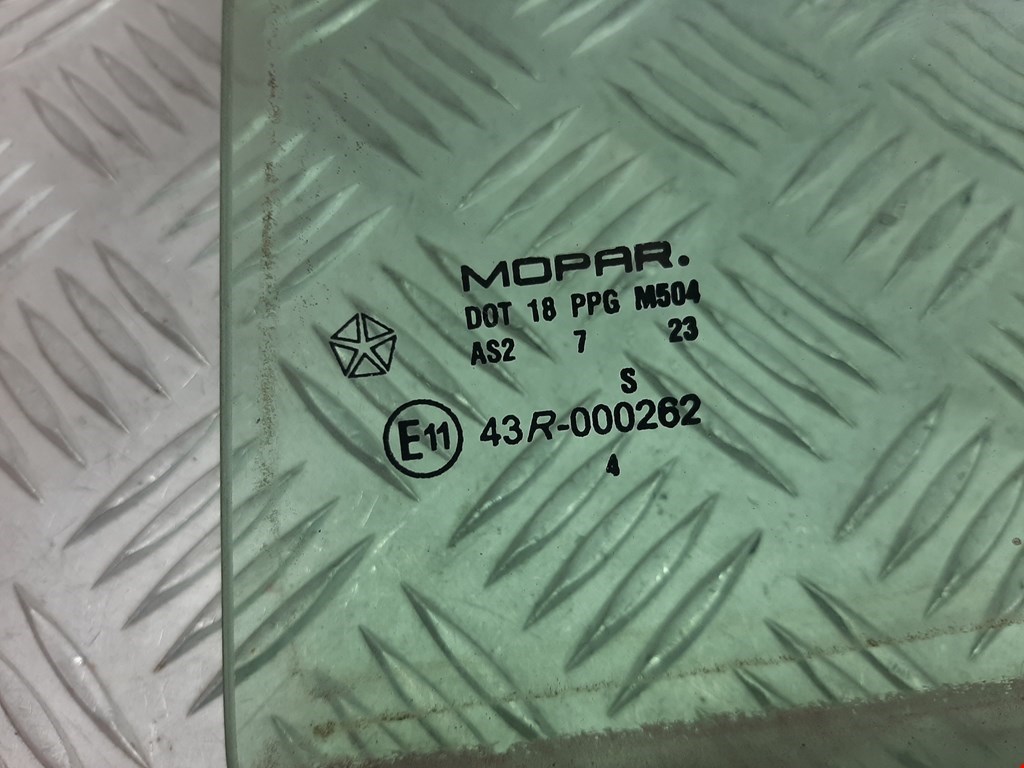 MOPAR.
DOT 18 PPG M504
AS2 7 23
S
E11 43R-000262
4